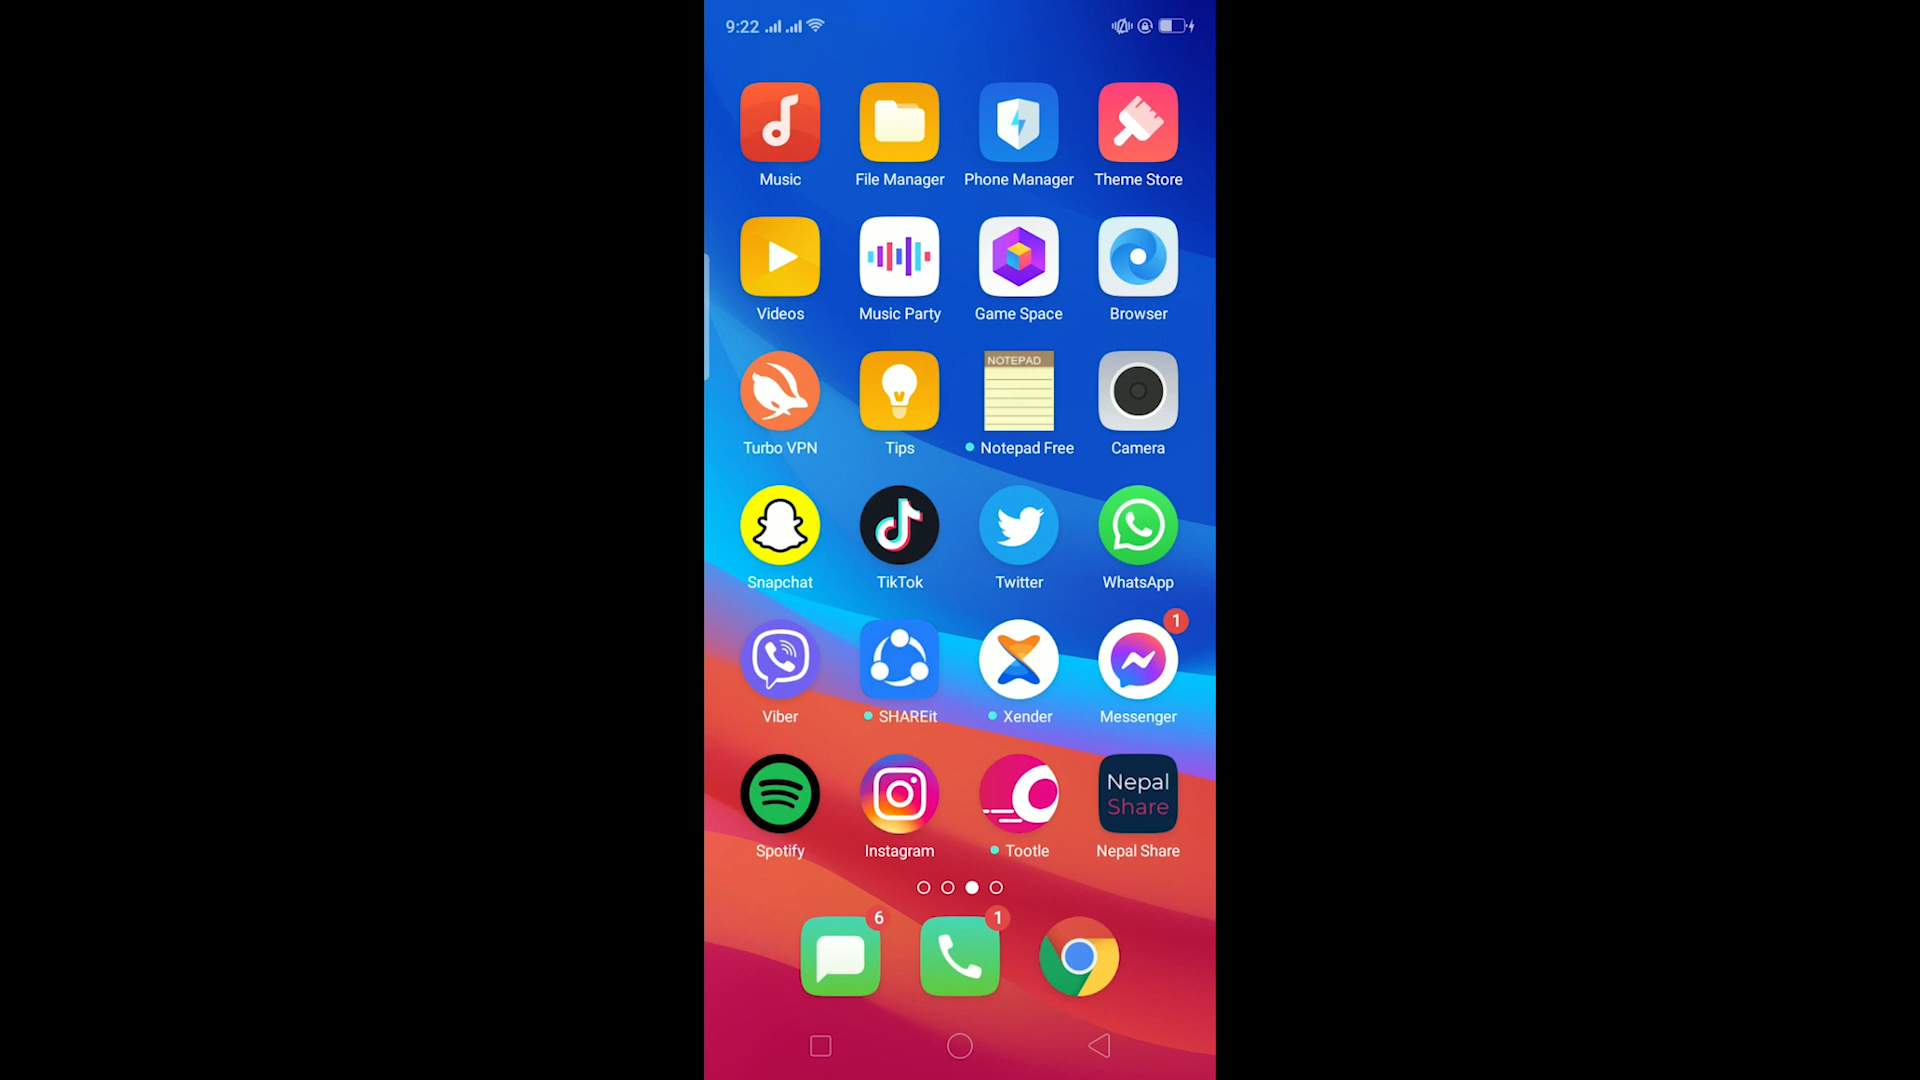 9:22
Music
File Manager
Phone Manager
Theme Store
Videos
Music Party
Game Space
Browser
NOTEPAD
Turbo VPN
Tips
Notepad Free
Camera
Snapchat
TikTok
Twitter
WhatsApp
1
Viber
SHAREit
Xender
Messenger
Nepal
Share
Spotify
Instagram
Tootle
Nepal Share
6
1